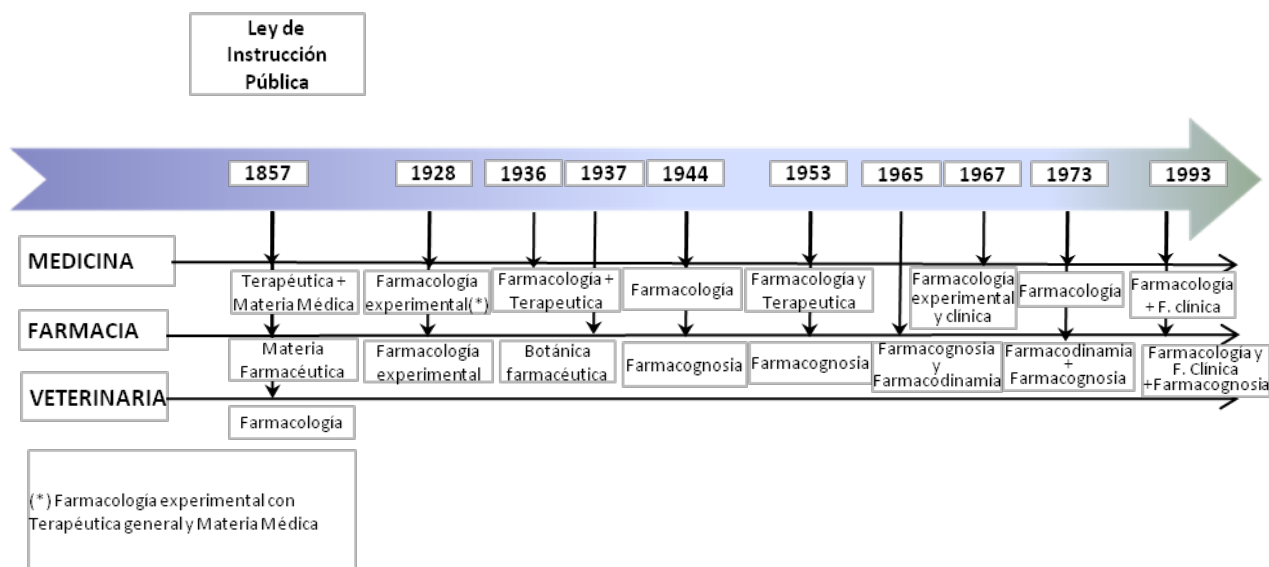 Ley de
Instrucción
Pública
1857
1928
1936
1937
1944
1953
1965
1967
1973
1993
MEDICINA
Terapéutica +
Materia Médica
Farmacología
experimental(*)
Farmacología +
Terapeutica
Farmacología
Farmacología y
Terapeutica
Farmacología
experimental
y clínica
Farmacología
Farmacología
+ F. clínica
FARMACIA
Materia
Farmacéutica
Farmacología
experimental
Botánica
farmacéutica
Farmacognosia
Farmacognosia
Farmacognosia
y
Farmacodinamia
Farmacodinamia
+
Farmacognosia
Farmacología y
F. Clínica
+Farmacognosia
VETERINARIA
Farmacología
(*) Farmacología experimental con
Terapéutica general y Materia Médica